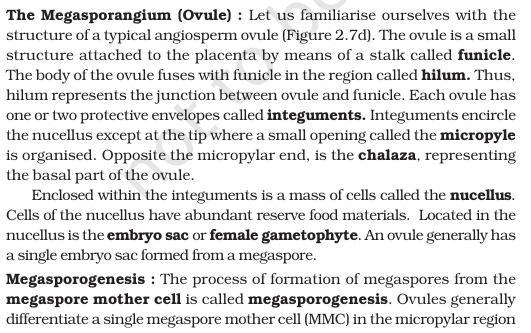 The Megasporangium (Ovule) : Let us familiarise ourselves with the
structure of a typical angiosperm ovule (Figure 2.7d). The ovule is a small
structure attached to the placenta by means of a stalk called funicle.
The body of the ovule fuses with funicle in the region called hilum. Thus,
hilum represents the junction between ovule and funicle. Each ovule has
one or two protective envelopes called integuments. Integuments encircle
the nucellus except at the tip where a small opening called the micropyle
is organised. Opposite the micropylar end, is the chalaza, representing
the basal part of the ovule.
Enclosed within the integuments is a mass of cells called the nucellus.
Cells of the nucellus have abundant reserve food materials. Located in the
nucellus is the embryo sac or female gametophyte. An ovule generally has
a single embryo sac formed from a megaspore.
Megasporogenesis : The process of formation of megaspores from the
megaspore mother cell is called megasporogenesis. Ovules generally
differentiate a single megaspore mother cell (MMC) in the micropylar region